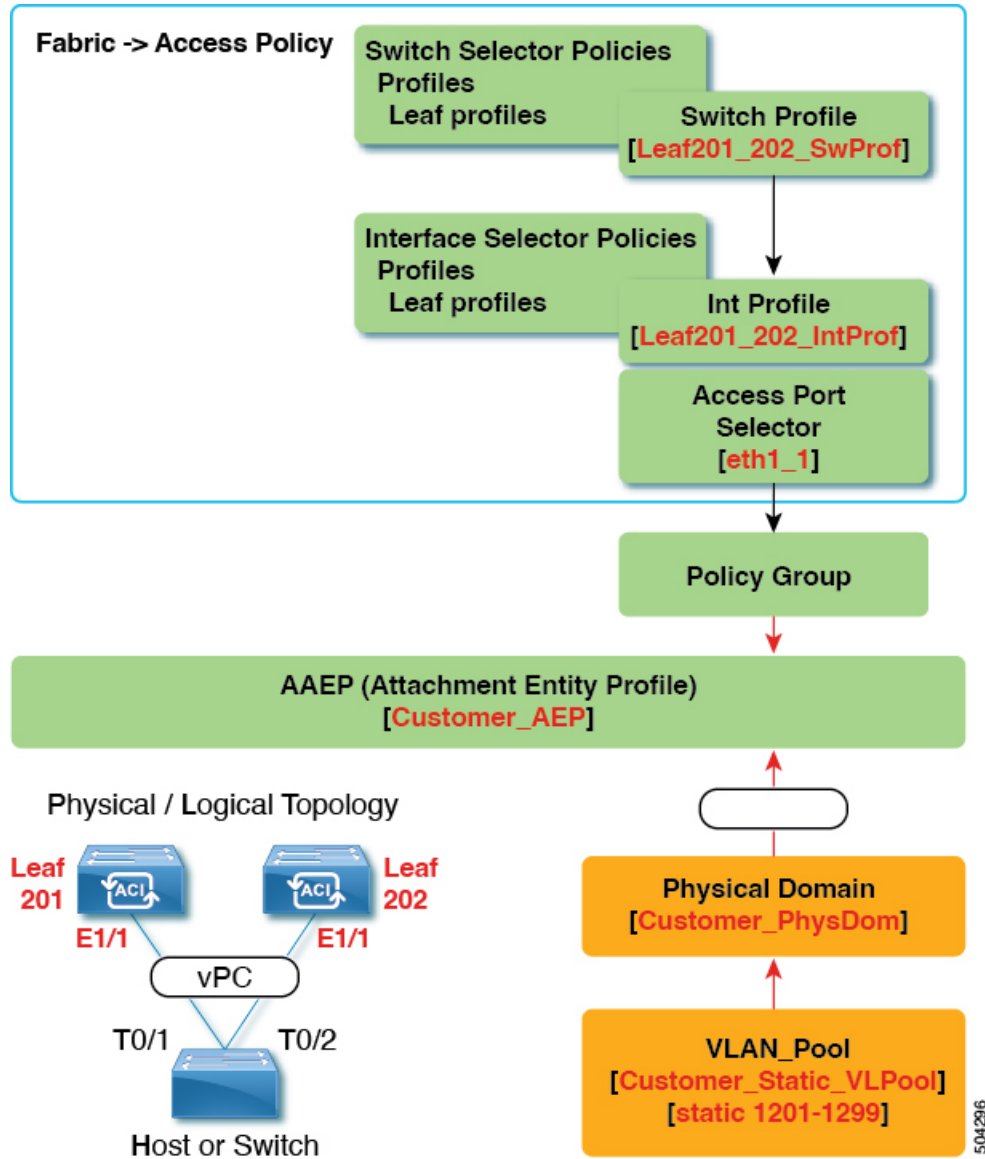 Fabric -> Access Policy
Switch Selector Policies
Profiles
Leaf profiles
Switch Profile
[Leaf201_202_SwProf]
Interface Selector Policies
Profiles
Leaf profiles
Int Profile
[Leaf201_202_IntProf]
Access Port
Selector
[eth1_1]
Policy Group
AAEP (Attachment Entity Profile)
[Customer_AEP]
Physical / Logical Topology
Leaf
201
ACI
ACI
Leaf
202
E1/1
E1/1
vPC
T0/1
T0/2
Host or Switch
Physical Domain
[Customer_PhysDom]
VLAN_Pool
[Customer_Static_VLPool]
[static 1201-1299]
504296